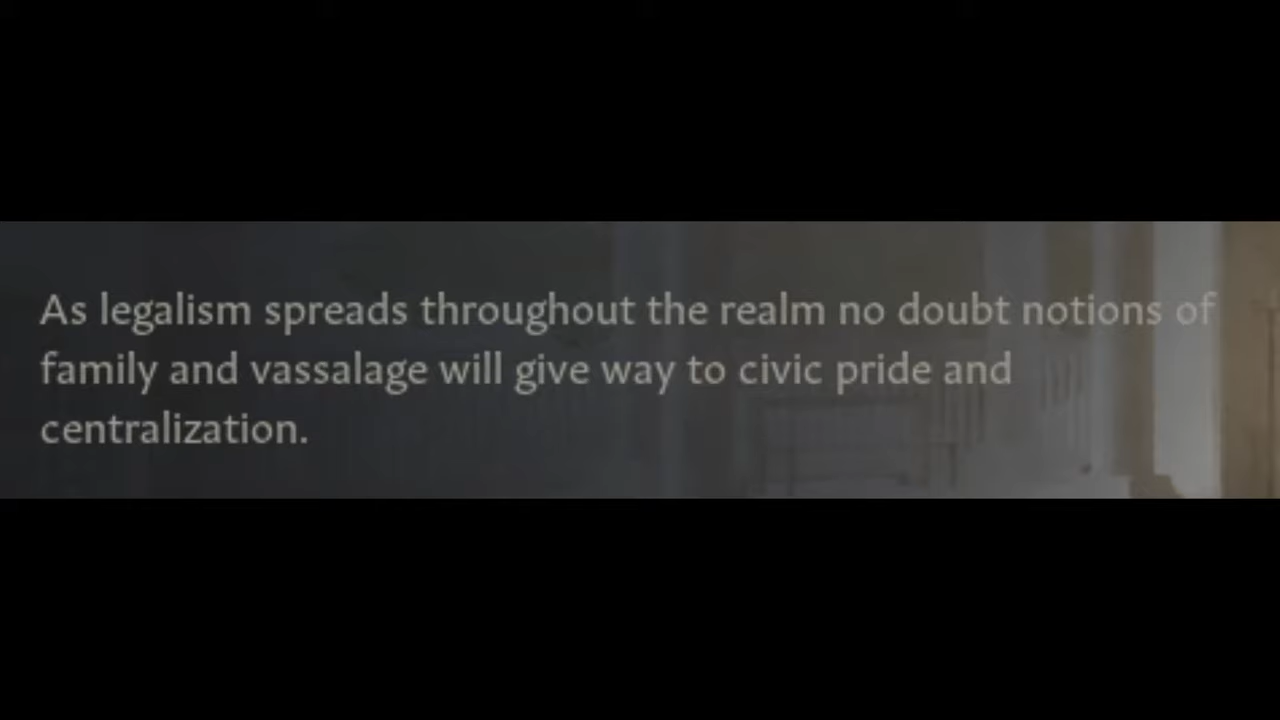 As legalism spreads throughout the realm no doubt notions of
family and vassalage will give way to civic pride and
centralization.